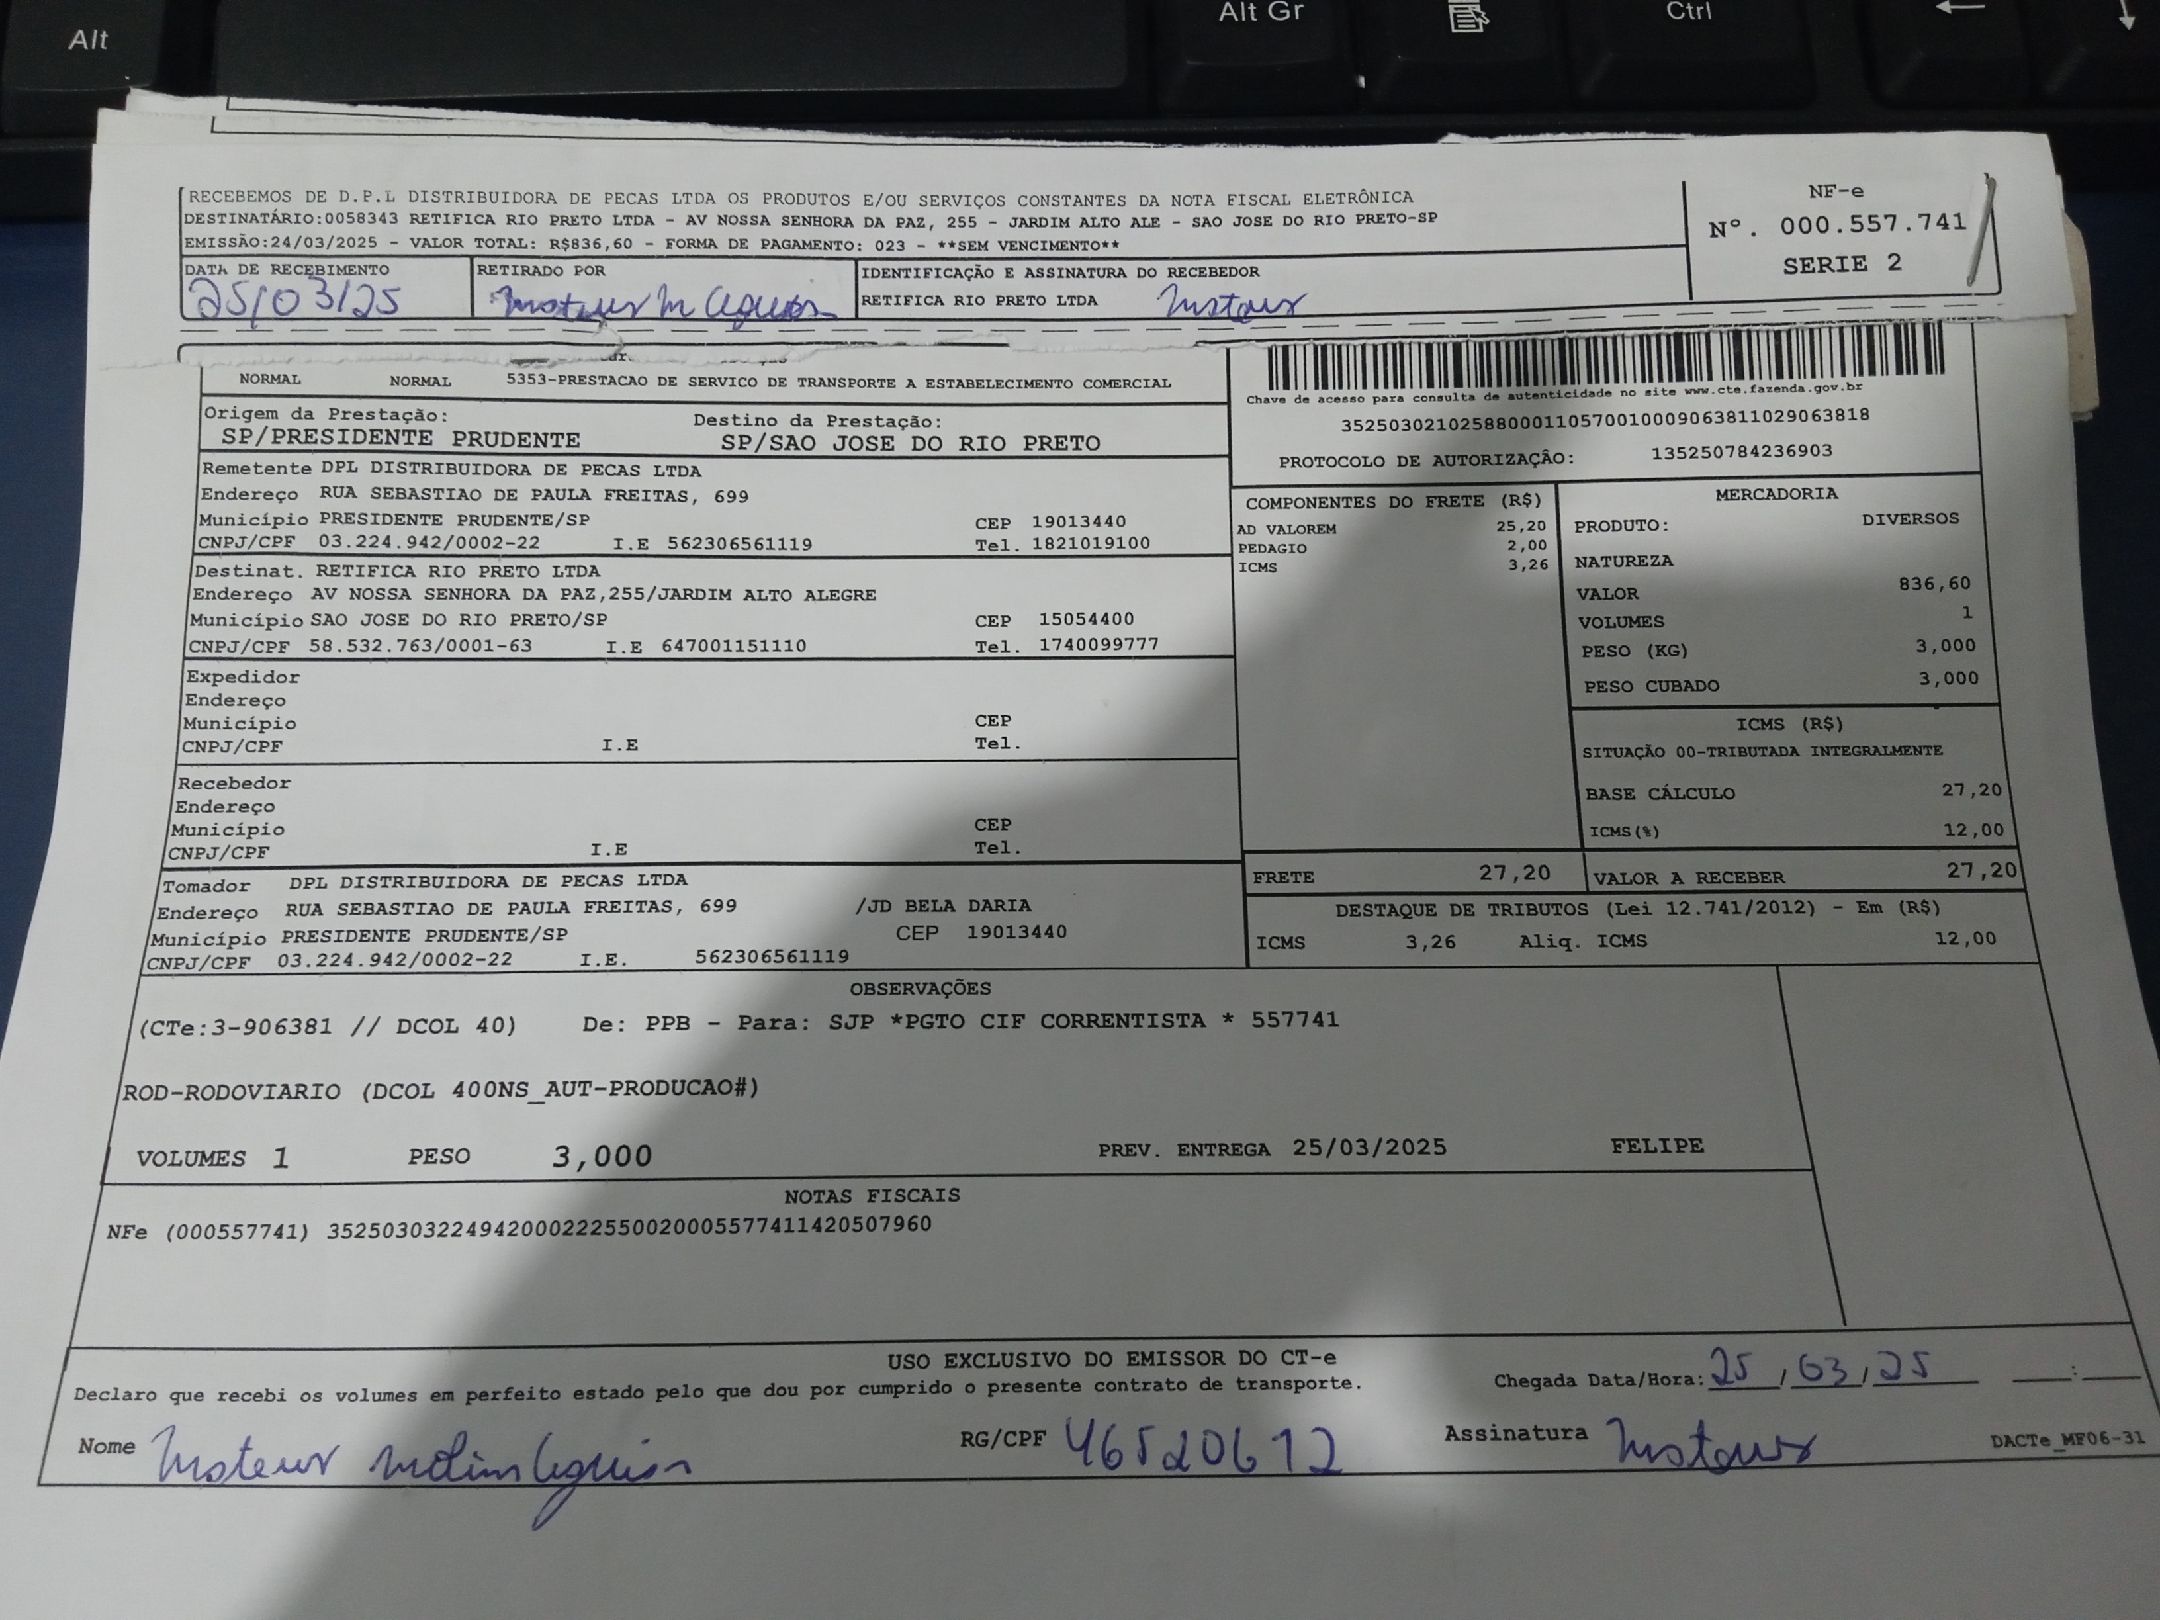 Alt
Alt Gr
Ctrl
RECEBEMOS DE D.P.L DISTRIBUIDORA DE PECAS LTDA OS PRODUTOS E/OU SERVIÇOS CONSTANTES DA NOTA FISCAL ELETRÔNICA
DESTINATÁRIO:0058343 RETIFICA RIO PRETO LTDA - AV NOSSA SENHORA DA PAZ, 255 - JARDIM ALTO ALE - SAO JOSE DO RIO PRETO-SP
EMISSÃO:24/03/2025 - VALOR TOTAL: R$836,60 - FORMA DE PAGAMENTO: 023 - **SEM VENCIMENTO**
NF-e
Nº. 000.557.741
SERIE 2
DATA DE RECEBIMENTO
25/03/25
RETIRADO POR
IDENTIFICAÇÃO E ASSINATURA DO RECEBEDOR
RETIFICA RIO PRETO LTDA
NORMAL NORMAL 5353-PRESTACAO DE SERVICO DE TRANSPORTE A ESTABELECIMENTO COMERCIAL
Origem da Prestação: Destino da Prestação:
SP/PRESIDENTE PRUDENTE SP/SAO JOSE DO RIO PRETO
Chave de acesso para consulta de autenticidade no site www.cte.fazenda.gov.br
35250302102588000110570010009063811029063818
PROTOCOLO DE AUTORIZAÇÃO: 135250784236903
Remetente DPL DISTRIBUIDORA DE PECAS LTDA
Endereço RUA SEBASTIAO DE PAULA FREITAS, 699
Município PRESIDENTE PRUDENTE/SP CEP 19013440
CNPJ/CPF 03.224.942/0002-22 I.E 562306561119 Tel. 1821019100
Destinat. RETIFICA RIO PRETO LTDA
Endereço AV NOSSA SENHORA DA PAZ,255/JARDIM ALTO ALEGRE
Município SAO JOSE DO RIO PRETO/SP CEP 15054400
CNPJ/CPF 58.532.763/0001-63 I.E 647001151110 Tel. 1740099777
Expedidor
Endereço
Município CEP
CNPJ/CPF I.E Tel.
Recebedor
Endereço
Município CEP
CNPJ/CPF I.E Tel.
Tomador DPL DISTRIBUIDORA DE PECAS LTDA
Endereço RUA SEBASTIAO DE PAULA FREITAS, 699 /JD BELA DARIA
Município PRESIDENTE PRUDENTE/SP CEP 19013440
CNPJ/CPF 03.224.942/0002-22 I.E. 562306561119
COMPONENTES DO FRETE (R$)
AD VALOREM 25,20
PEDAGIO 2,00
ICMS 3,26
MERCADORIA
PRODUTO: DIVERSOS
NATUREZA
VALOR 836,60
VOLUMES 1
PESO (KG) 3,000
PESO CUBADO 3,000
ICMS (R$)
SITUAÇÃO 00-TRIBUTADA INTEGRALMENTE
BASE CÁLCULO 27,20
ICMS(%) 12,00
FRETE 27,20 VALOR A RECEBER 27,20
DESTAQUE DE TRIBUTOS (Lei 12.741/2012) - Em (R$)
ICMS 3,26 Aliq. ICMS 12,00
OBSERVAÇÕES
(CTe:3-906381 // DCOL 40) De: PPB - Para: SJP *PGTO CIF CORRENTISTA * 557741
ROD-RODOVIARIO (DCOL 400NS_AUT-PRODUCAO#)
VOLUMES 1 PESO 3,000 PREV. ENTREGA 25/03/2025 FELIPE
NOTAS FISCAIS
NFe (000557741) 35250303224942000222550020005577411420507960
USO EXCLUSIVO DO EMISSOR DO CT-e
Declaro que recebi os volumes em perfeito estado pelo que dou por cumprido o presente contrato de transporte. Chegada Data/Hora: 25/03/25 :
Nome RG/CPF 46520612 Assinatura
DACTe_MF06-31